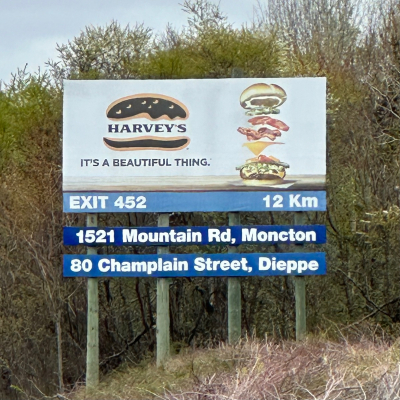 HARVEY'S
IT'S A BEAUTIFUL THING.
EXIT 452 12 Km
1521 Mountain Rd, Moncton
80 Champlain Street, Dieppe